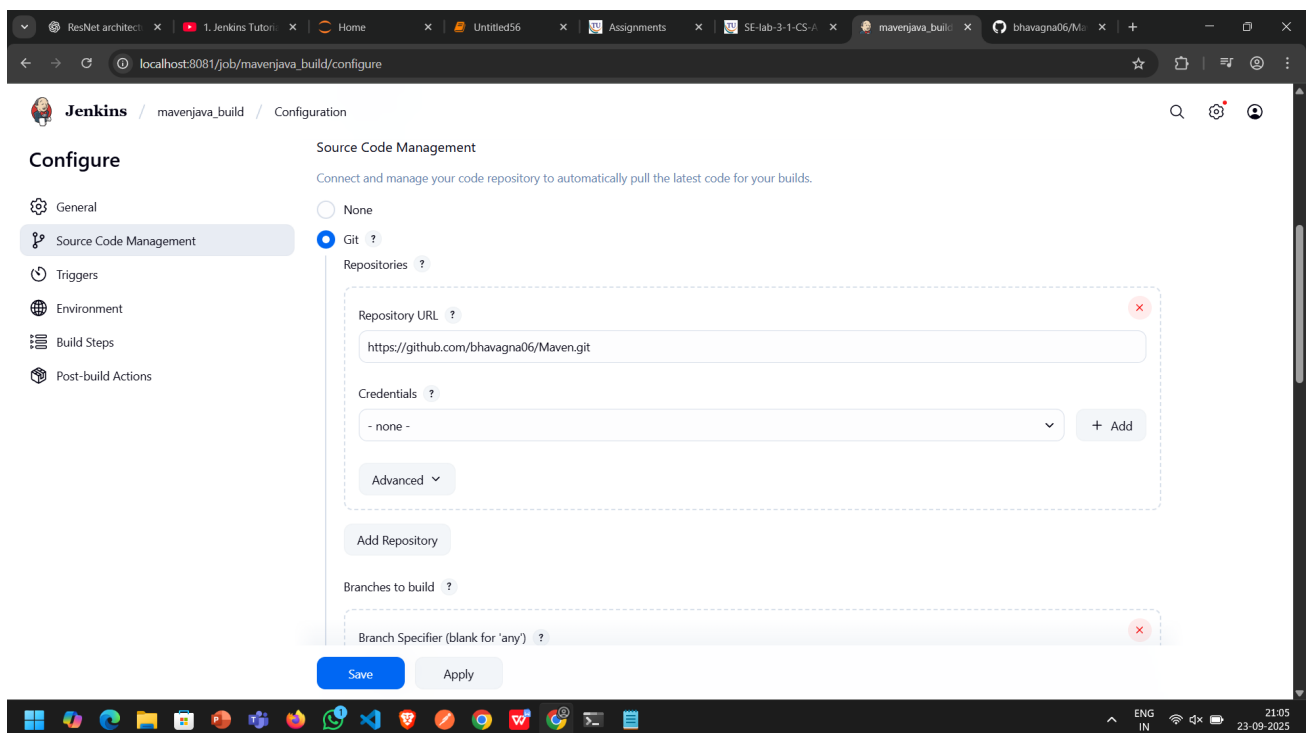 ResNet archite
1. Jenkins Tutori
Home
Untitled56
Assignments
SE-lab-3-1-CS-A
mavenjava_build
bhavagna06/Ma
localhost:8081/job/mavenjava_build/configure
Jenkins / mavenjava_build / Configuration
Configure
General
Source Code Management
Triggers
Environment
Build Steps
Post-build Actions
Source Code Management
Connect and manage your code repository to automatically pull the latest code for your builds.
None
Git ?
Repositories ?
Repository URL ?
https://github.com/bhavagna06/Maven.git
Credentials ?
- none -
+ Add
Advanced
Add Repository
Branches to build ?
Branch Specifier (blank for 'any') ?
Save
Apply
ENG
IN
21:05
23-09-2025